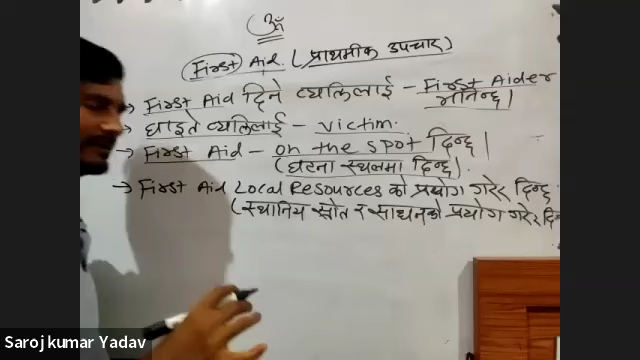 ॐ
First Aid (प्राथमीक उपचार)
→ First Aid दिने व्यक्तिलाई - First Aider
भनिन्छ।
→ घाइते व्यक्तिलाई - victim.
→ First Aid - on the spot दिन्छ।
(घटना स्थलमा दिन्छ).
→ First Aid Local Resources को प्रयोग गरेर दिन्छ
(स्थानिय स्रोत र साधनको प्रयोग गरेर
Saroj kumar Yadav